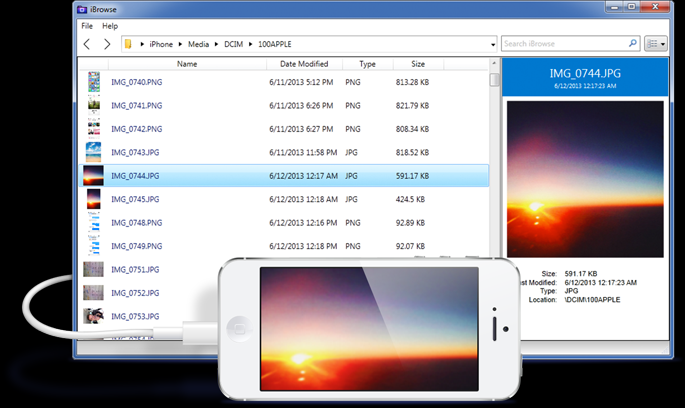 iBrowse
File Help
iPhone Media DCIM 100APPLE
Search iBrowse
Name Date Modified Type Size
IMG_0740.PNG 6/11/2013 5:12 PM PNG 813.28 KB
IMG_0741.PNG 6/11/2013 6:26 PM PNG 821.79 KB
IMG_0742.PNG 6/11/2013 6:27 PM PNG 808.34 KB
IMG_0743.JPG 6/11/2013 11:58 PM JPG 818.52 KB
IMG_0744.JPG 6/12/2013 12:17 AM JPG 591.17 KB
IMG_0745.JPG 6/12/2013 12:18 AM JPG 424.5 KB
IMG_0748.PNG 6/12/2013 12:16 PM PNG 92.89 KB
IMG_0749.PNG 6/12/2013 12:18 PM PNG 92.07 KB
IMG_0751.JPG
IMG_0752.JPG
IMG_0753.JPG
IMG_0744.JPG
6/12/2013 12:17:23 AM
Size: 591.17 KB
Modified: 6/12/2013 12:17:23 AM
Type: JPG
Location: \DCIM\100APPLE